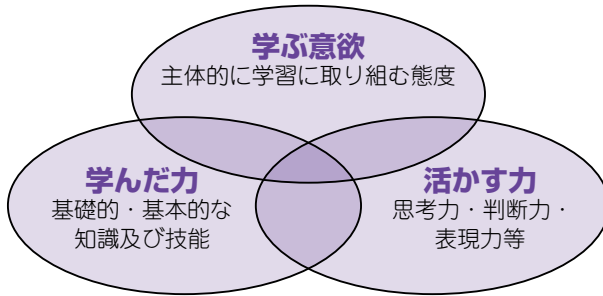 学ぶ意欲
主体的に学習に取り組む態度
学んだ力
基礎的・基本的な
知識及び技能
活かす力
思考力・判断力・
表現力等